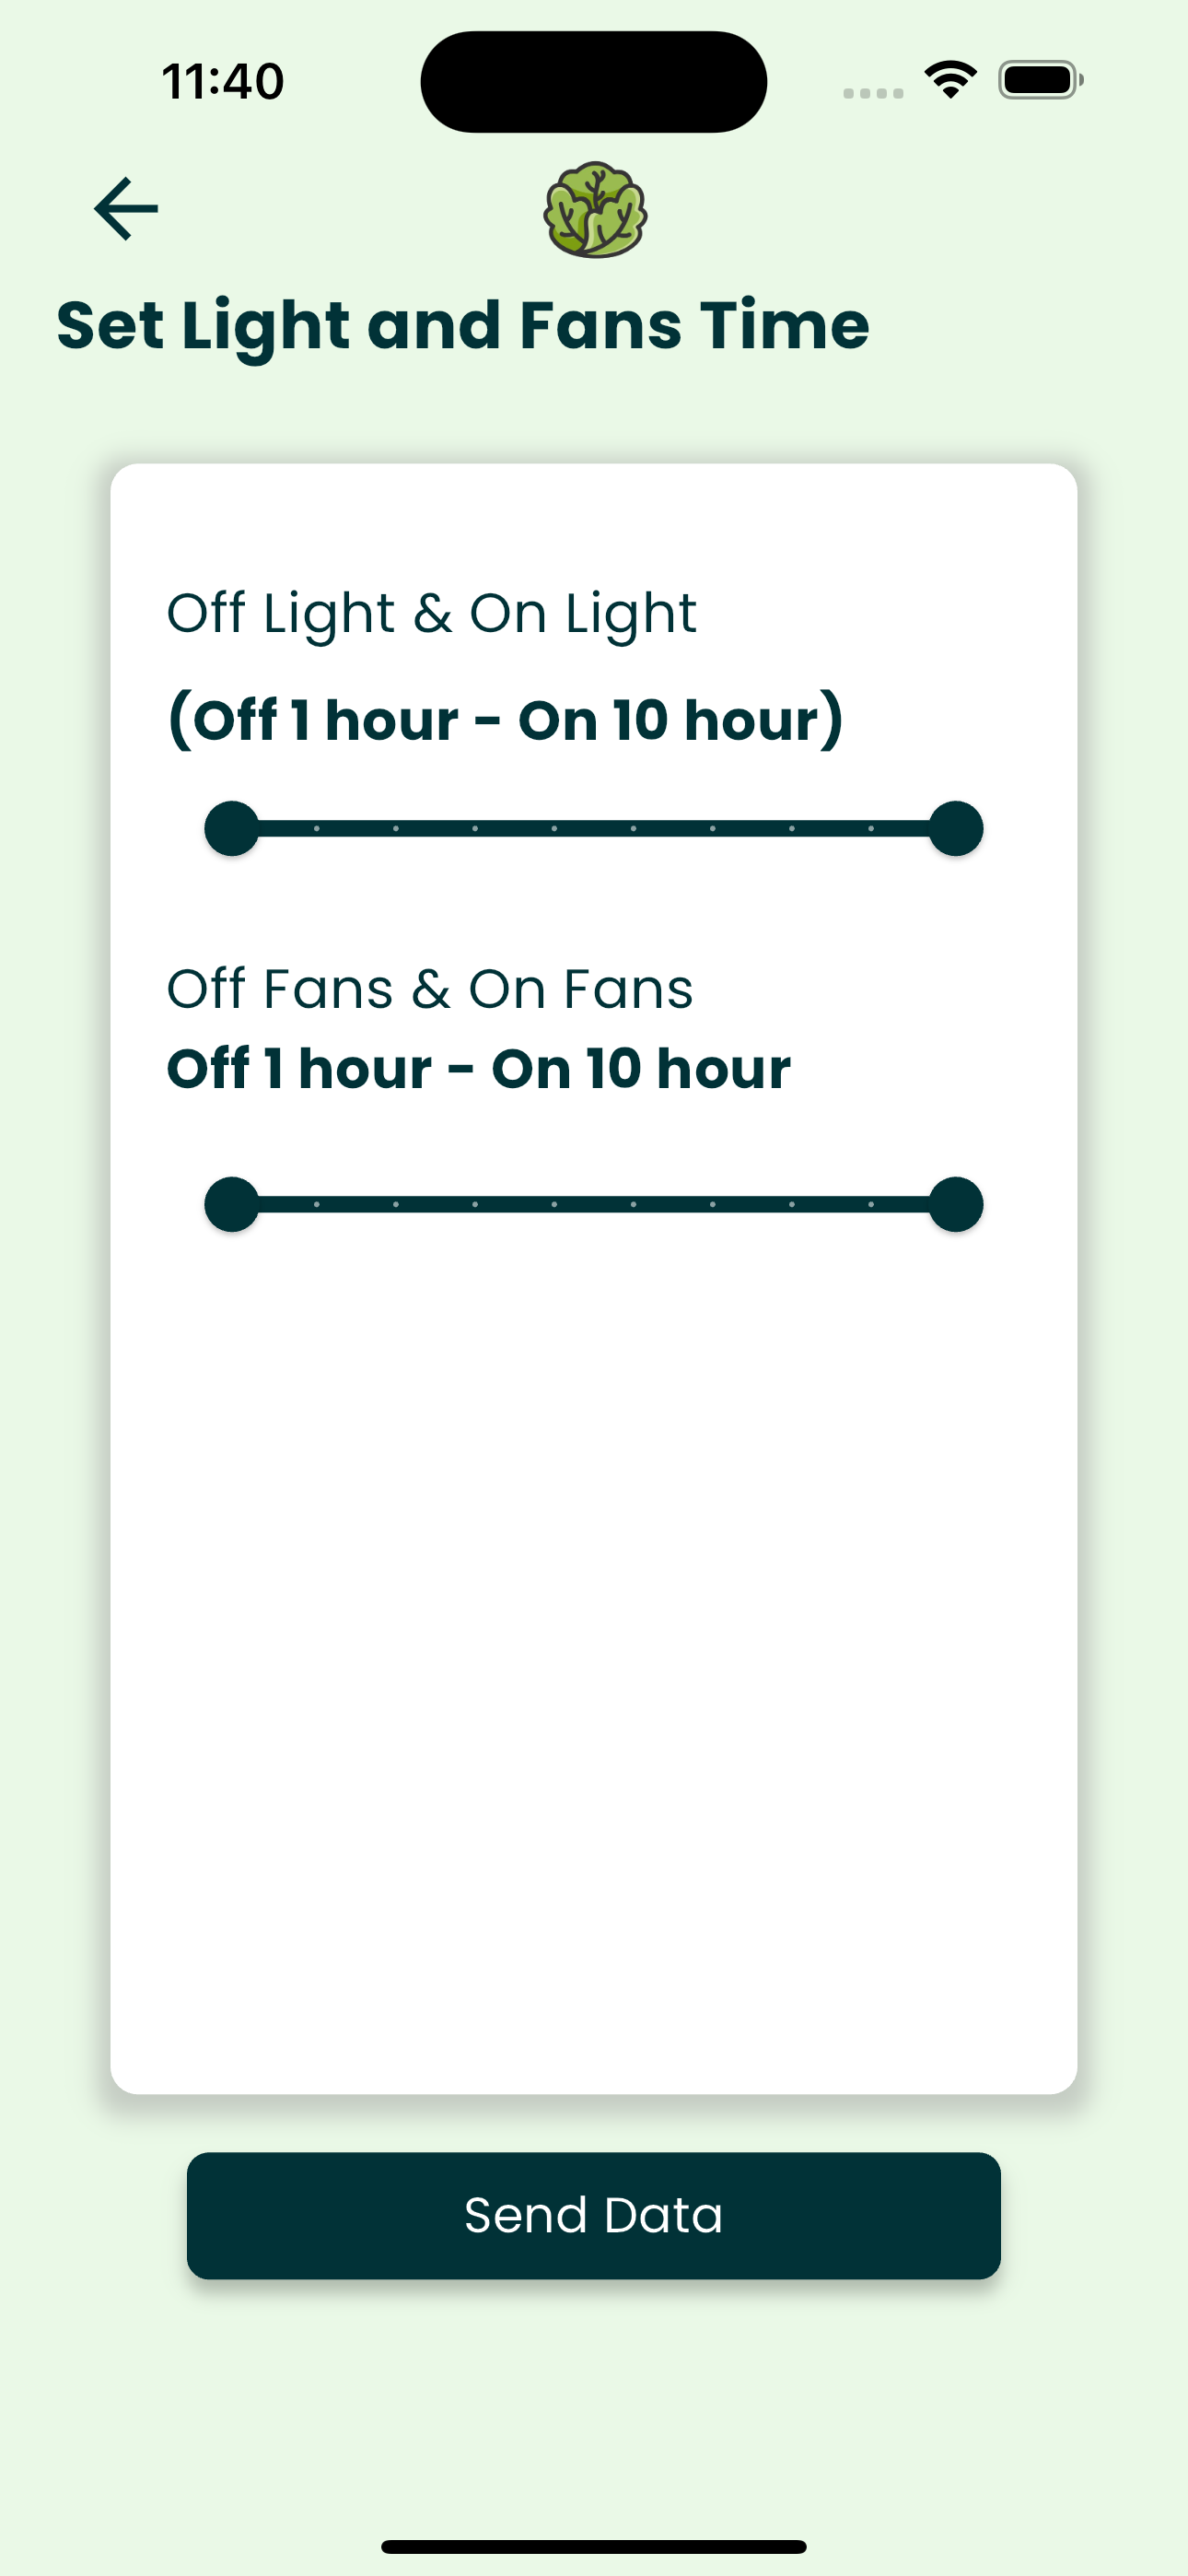 11:40
Set Light and Fans Time
Off Light & On Light
(Off 1 hour - On 10 hour)
Off Fans & On Fans
Off 1 hour - On 10 hour
Send Data